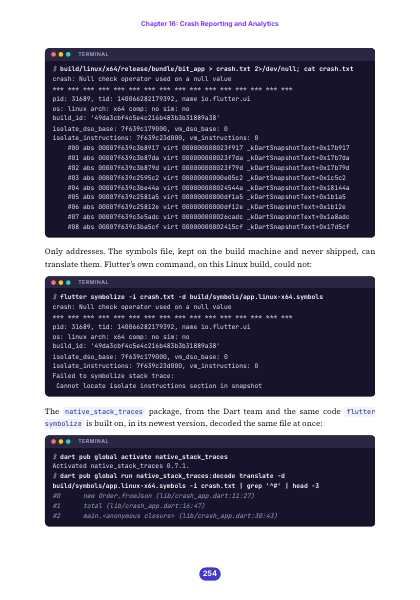 Chapter 16: Crash Reporting and Analytics
TERMINAL
$ build/linux/x64/release/bundle/bit_app > crash.txt 2>/dev/null; cat crash.txt
crash: Null check operator used on a null value
*** *** *** *** *** *** *** *** *** *** *** *** *** *** *** ***
pid: 31689, tid: 140066282179392, name io.flutter.ui
os: linux arch: x64 comp: no sim: no
build_id: '49da3cbf4c5e4c216b483b3b31889a38'
isolate_dso_base: 7f639c179000, vm_dso_base: 0
isolate_instructions: 7f639c23d000, vm_instructions: 0
#00 abs 00007f639c3b8917 virt 000000000023f917 _kDartSnapshotText+0x17b917
#01 abs 00007f639c3b87da virt 000000000023f7da _kDartSnapshotText+0x17b7da
#02 abs 00007f639c3b879d virt 000000000023f79d _kDartSnapshotText+0x17b79d
#03 abs 00007f639c2595c2 virt 00000000000e05c2 _kDartSnapshotText+0x1c5c2
#04 abs 00007f639c3be44a virt 000000000024544a _kDartSnapshotText+0x18144a
#05 abs 00007f639c2581a5 virt 00000000000df1a5 _kDartSnapshotText+0x1b1a5
#06 abs 00007f639c25812e virt 00000000000df12e _kDartSnapshotText+0x1b12e
#07 abs 00007f639c3e5adc virt 000000000026cadc _kDartSnapshotText+0x1a8adc
#08 abs 00007f639c3ba5cf virt 00000000002415cf _kDartSnapshotText+0x17d5cf
Only addresses. The symbols file, kept on the build machine and never shipped, can
translate them. Flutter's own command, on this Linux build, could not:
TERMINAL
$ flutter symbolize -i crash.txt -d build/symbols/app.linux-x64.symbols
crash: Null check operator used on a null value
*** *** *** *** *** *** *** *** *** *** *** *** *** *** *** ***
pid: 31689, tid: 140066282179392, name io.flutter.ui
os: linux arch: x64 comp: no sim: no
build_id: '49da3cbf4c5e4c216b483b3b31889a38'
isolate_dso_base: 7f639c179000, vm_dso_base: 0
isolate_instructions: 7f639c23d000, vm_instructions: 0
Failed to symbolize stack trace:
Cannot locate isolate instructions section in snapshot
The native_stack_traces package, from the Dart team and the same code flutter
symbolize is built on, in its newest version, decoded the same file at once:
TERMINAL
$ dart pub global activate native_stack_traces
Activated native_stack_traces 0.7.1.
$ dart pub global run native_stack_traces:decode translate -d
build/symbols/app.linux-x64.symbols -i crash.txt | grep '^#' | head -3
#0 new Order.fromJson (lib/crash_app.dart:11:27)
#1 total (lib/crash_app.dart:16:47)
#2 main.<anonymous closure> (lib/crash_app.dart:30:43)
254